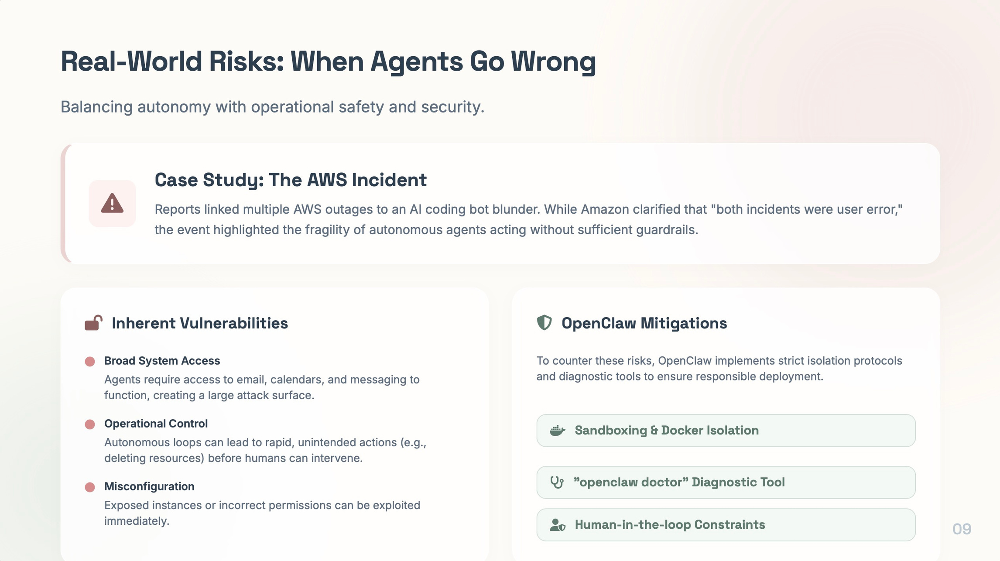 Real-World Risks: When Agents Go Wrong
Balancing autonomy with operational safety and security.
Case Study: The AWS Incident
Reports linked multiple AWS outages to an AI coding bot blunder. While Amazon clarified that "both incidents were user error,"
the event highlighted the fragility of autonomous agents acting without sufficient guardrails.
Inherent Vulnerabilities
Broad System Access
Agents require access to email, calendars, and messaging to
function, creating a large attack surface.
Operational Control
Autonomous loops can lead to rapid, unintended actions (e.g.,
deleting resources) before humans can intervene.
Misconfiguration
Exposed instances or incorrect permissions can be exploited
immediately.
OpenClaw Mitigations
To counter these risks, OpenClaw implements strict isolation protocols
and diagnostic tools to ensure responsible deployment.
Sandboxing & Docker Isolation
”openclaw doctor” Diagnostic Tool
Human-in-the-loop Constraints
09